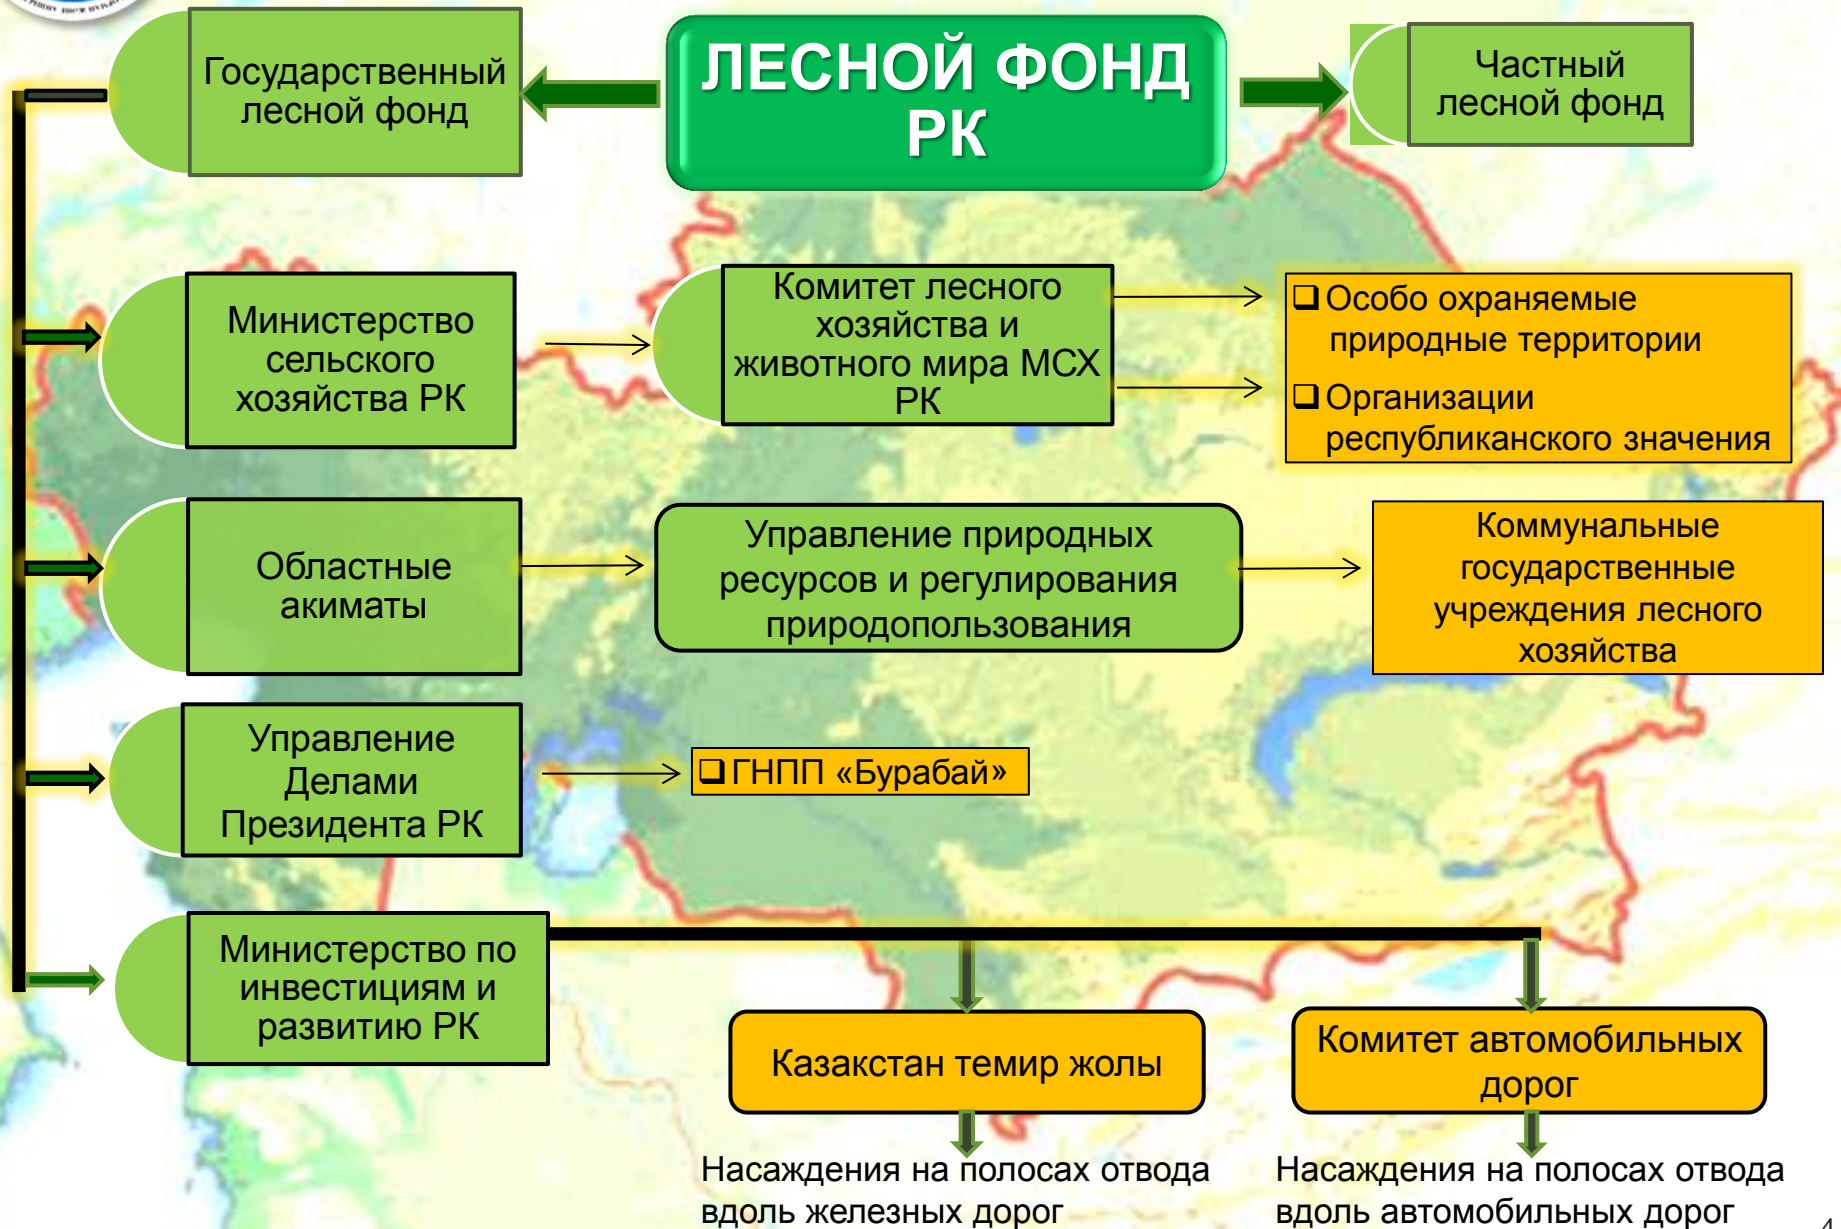 ЛЕСНОЙ ФОНД
РК
Государственный
лесной фонд
Частный
лесной фонд
Министерство
сельского
хозяйства РК
Комитет лесного
хозяйства и
животного мира МСХ
РК
Особо охраняемые
природные территории
Организации
республиканского значения
Областные
акиматы
Управление природных
ресурсов и регулирования
природопользования
Коммунальные
государственные
учреждения лесного
хозяйства
Управление
Делами
Президента РК
ГНПП «Бурабай»
Министерство по
инвестициям и
развитию РК
Казакстан темир жолы
Комитет автомобильных
дорог
Насаждения на полосах отвода
вдоль железных дорог
Насаждения на полосах отвода
вдоль автомобильных дорог